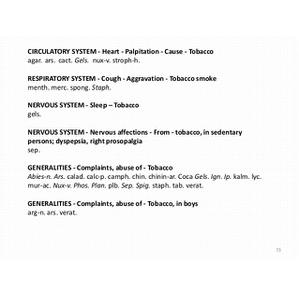 CIRCULATORY SYSTEM - Heart - Palpitation - Cause - Tobacco
agar. ars. cact. Gels. nux-v. stroph-h.
RESPIRATORY SYSTEM - Cough - Aggravation - Tobacco smoke
menth. merc. spong. Staph.
NERVOUS SYSTEM - Sleep – Tobacco
gels.
NERVOUS SYSTEM - Nervous affections - From - tobacco, in sedentary
persons; dyspepsia, right prosopalgia
sep.
GENERALITIES - Complaints, abuse of - Tobacco
Abies-n. Ars. calad. calo p. camph. chin. chinin-ar. Coca Gels. Ign. Ip. kalm. lyc.
mur-ac. Nux-v. Phos. Plan. plb. Sep. Spig. staph. tab. verat.
GENERALITIES - Complaints, abuse of - Tobacco, in boys
arg-n. ars. verat.